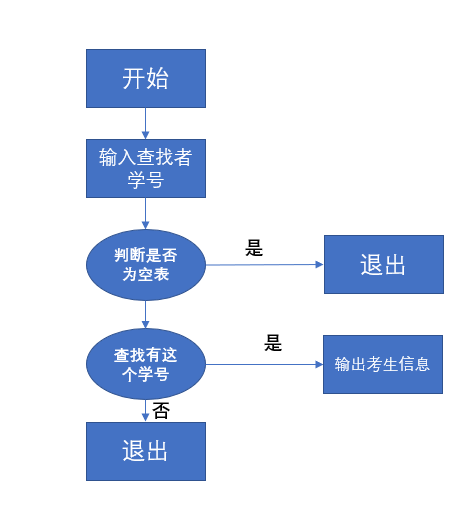 开始
输入查找者
学号
判断是否
为空表
是
退出
查找有这
个学号
是
输出考生信息
否
退出